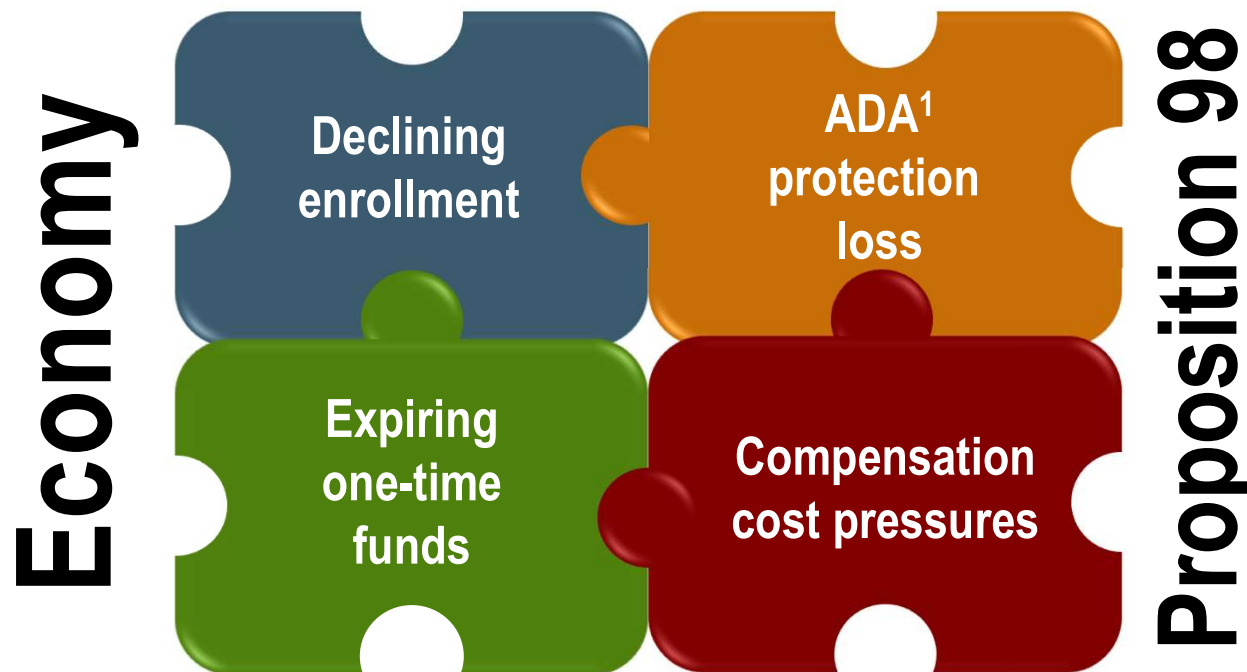 Economy
Declining
enrollment
ADA¹
protection
loss
Expiring
one-time
funds
Compensation
cost pressures
Proposition 98